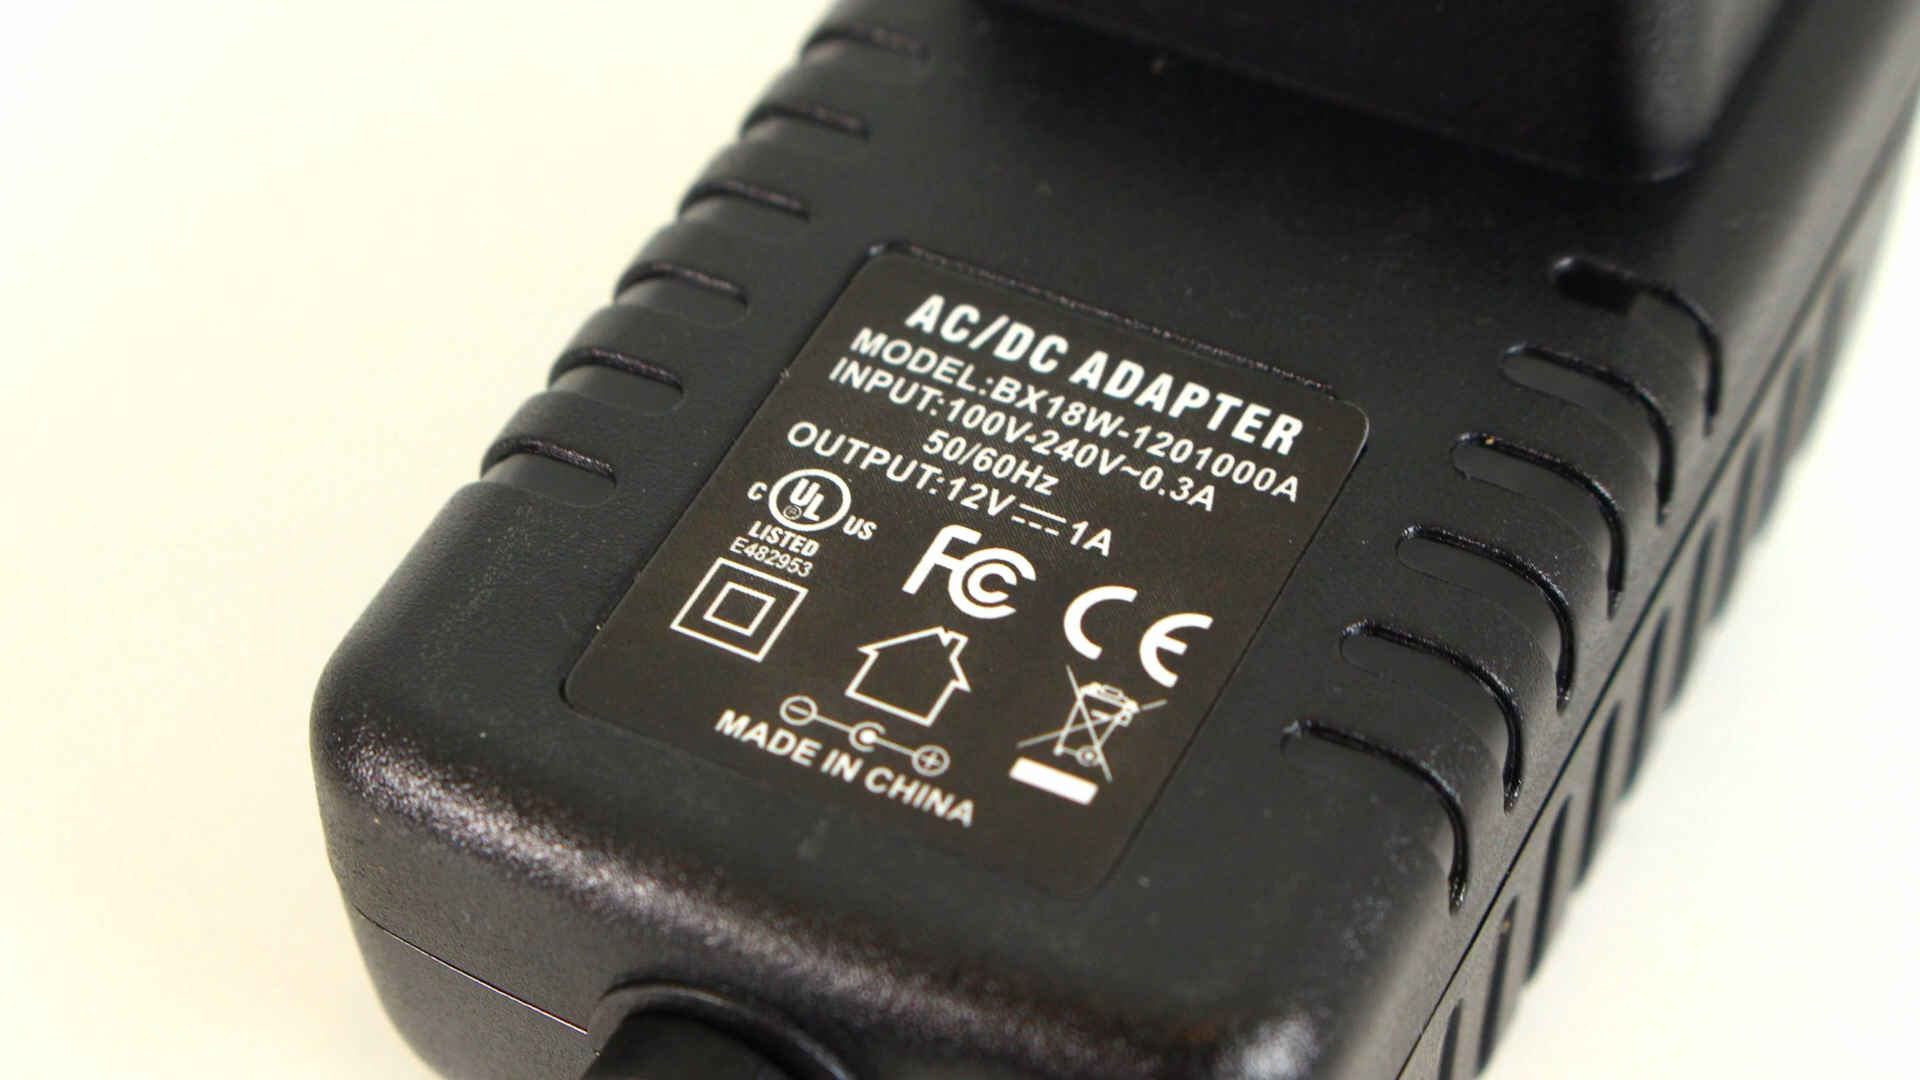 AC/DC ADAPTER
MODEL:BX18W-1201000A
INPUT:100V-240V~0.3A
50/60Hz
OUTPUT:12V⎓1A
C UL US
LISTED
E482953
FC CE
− +
MADE IN CHINA